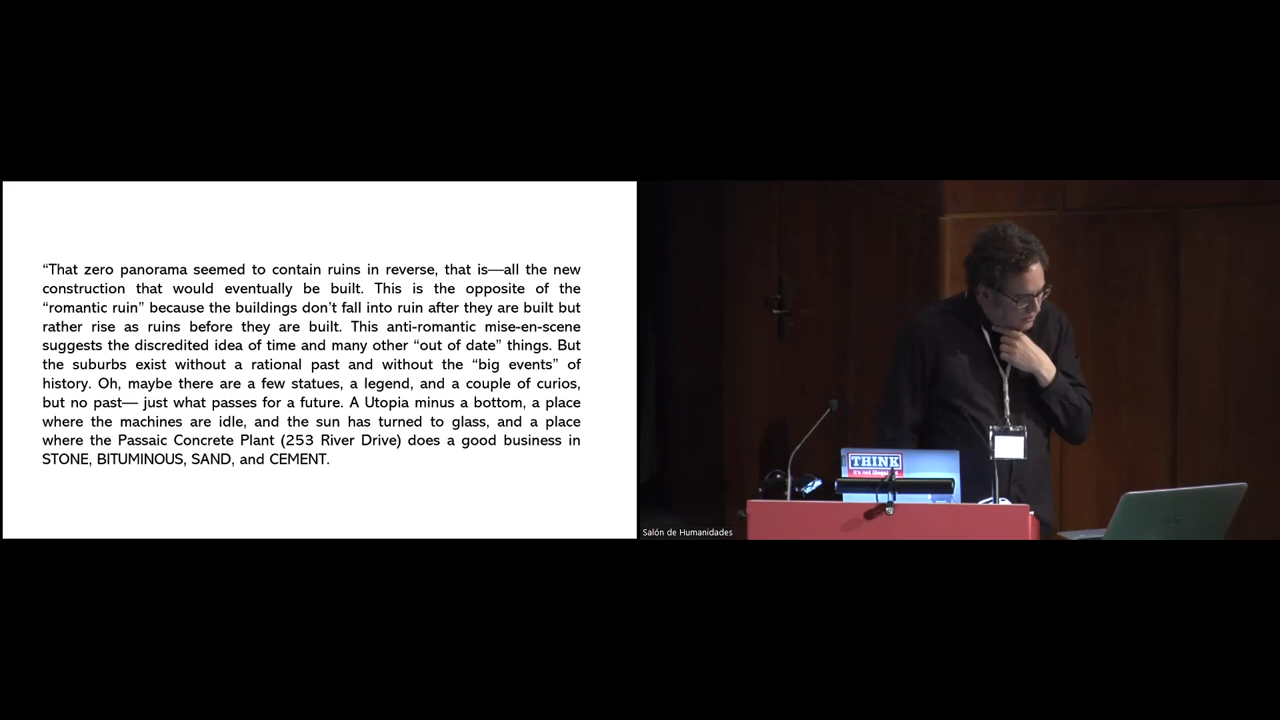 “That zero panorama seemed to contain ruins in reverse, that is—all the new
construction that would eventually be built. This is the opposite of the
“romantic ruin” because the buildings don’t fall into ruin after they are built but
rather rise as ruins before they are built. This anti-romantic mise-en-scene
suggests the discredited idea of time and many other “out of date” things. But
the suburbs exist without a rational past and without the “big events” of
history. Oh, maybe there are a few statues, a legend, and a couple of curios,
but no past— just what passes for a future. A Utopia minus a bottom, a place
where the machines are idle, and the sun has turned to glass, and a place
where the Passaic Concrete Plant (253 River Drive) does a good business in
STONE, BITUMINOUS, SAND, and CEMENT.
THINK
it's not
Salón de Humanidades